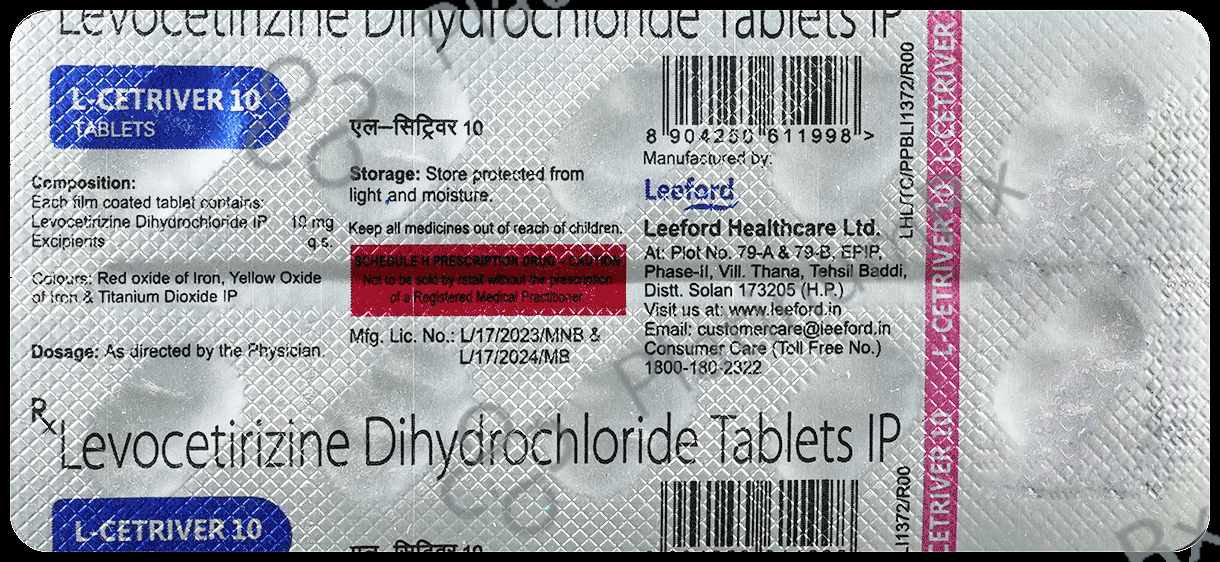 Levocetirizine Dihydrochloride Tablets IP
L-CETRIVER 10
TABLETS
Composition:
Each film coated tablet contains:
Levocetirizine Dihydrochloride IP 10 mg
Excipients q.s.
Colours: Red oxide of Iron, Yellow Oxide
of Iron & Titanium Dioxide IP
Dosage: As directed by the Physician.
एल-सिट्रिवर 10
Storage: Store protected from
light and moisture.
Keep all medicines out of reach of children.
SCHEDULE H PRESCRIPTION DRUG - CAUTION
Not to be sold by retail without the prescription
of a Registered Medical Practitioner
Mfg. Lic. No.: L/17/2023/MNB &
L/17/2024/MB
8 904250 611998 >
Manufactured by:
Leeford
Leeford Healthcare Ltd.
At: Plot No. 79-A & 79-B, EPIP,
Phase-II, Vill. Thana, Tehsil Baddi,
Distt. Solan 173205 (H.P.)
Visit us at: www.leeford.in
Email: customercare@leeford.in
Consumer Care (Toll Free No.)
1800-180-2322
LHL/TC/PPBLI1372/R00
L-CETRIVER 10 L-CETRIVER 10
Rx
Levocetirizine Dihydrochloride Tablets IP
L-CETRIVER 10
एल-सिट्रिवर 10
LI1372/R00